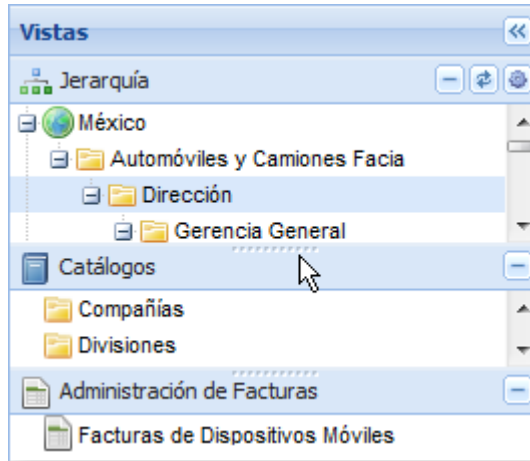 Vistas
Jerarquía
México
Automóviles y Camiones Facia
Dirección
Gerencia General
Catálogos
Compañías
Divisiones
Administración de Facturas
Facturas de Dispositivos Móviles